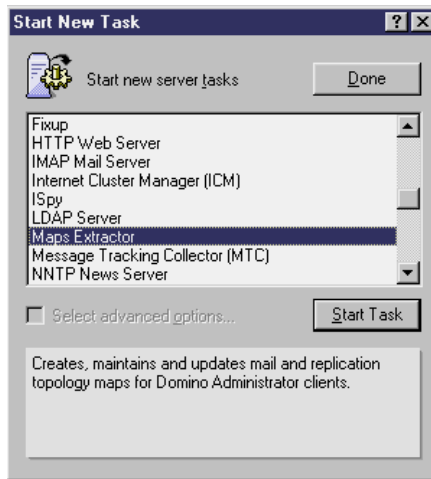 Start New Task
Start new server tasks
Done
Fixup
HTTP Web Server
IMAP Mail Server
Internet Cluster Manager (ICM)
ISpy
LDAP Server
Maps Extractor
Message Tracking Collector (MTC)
NNTP News Server
Select advanced options...
Start Task
Creates, maintains and updates mail and replication
topology maps for Domino Administrator clients.